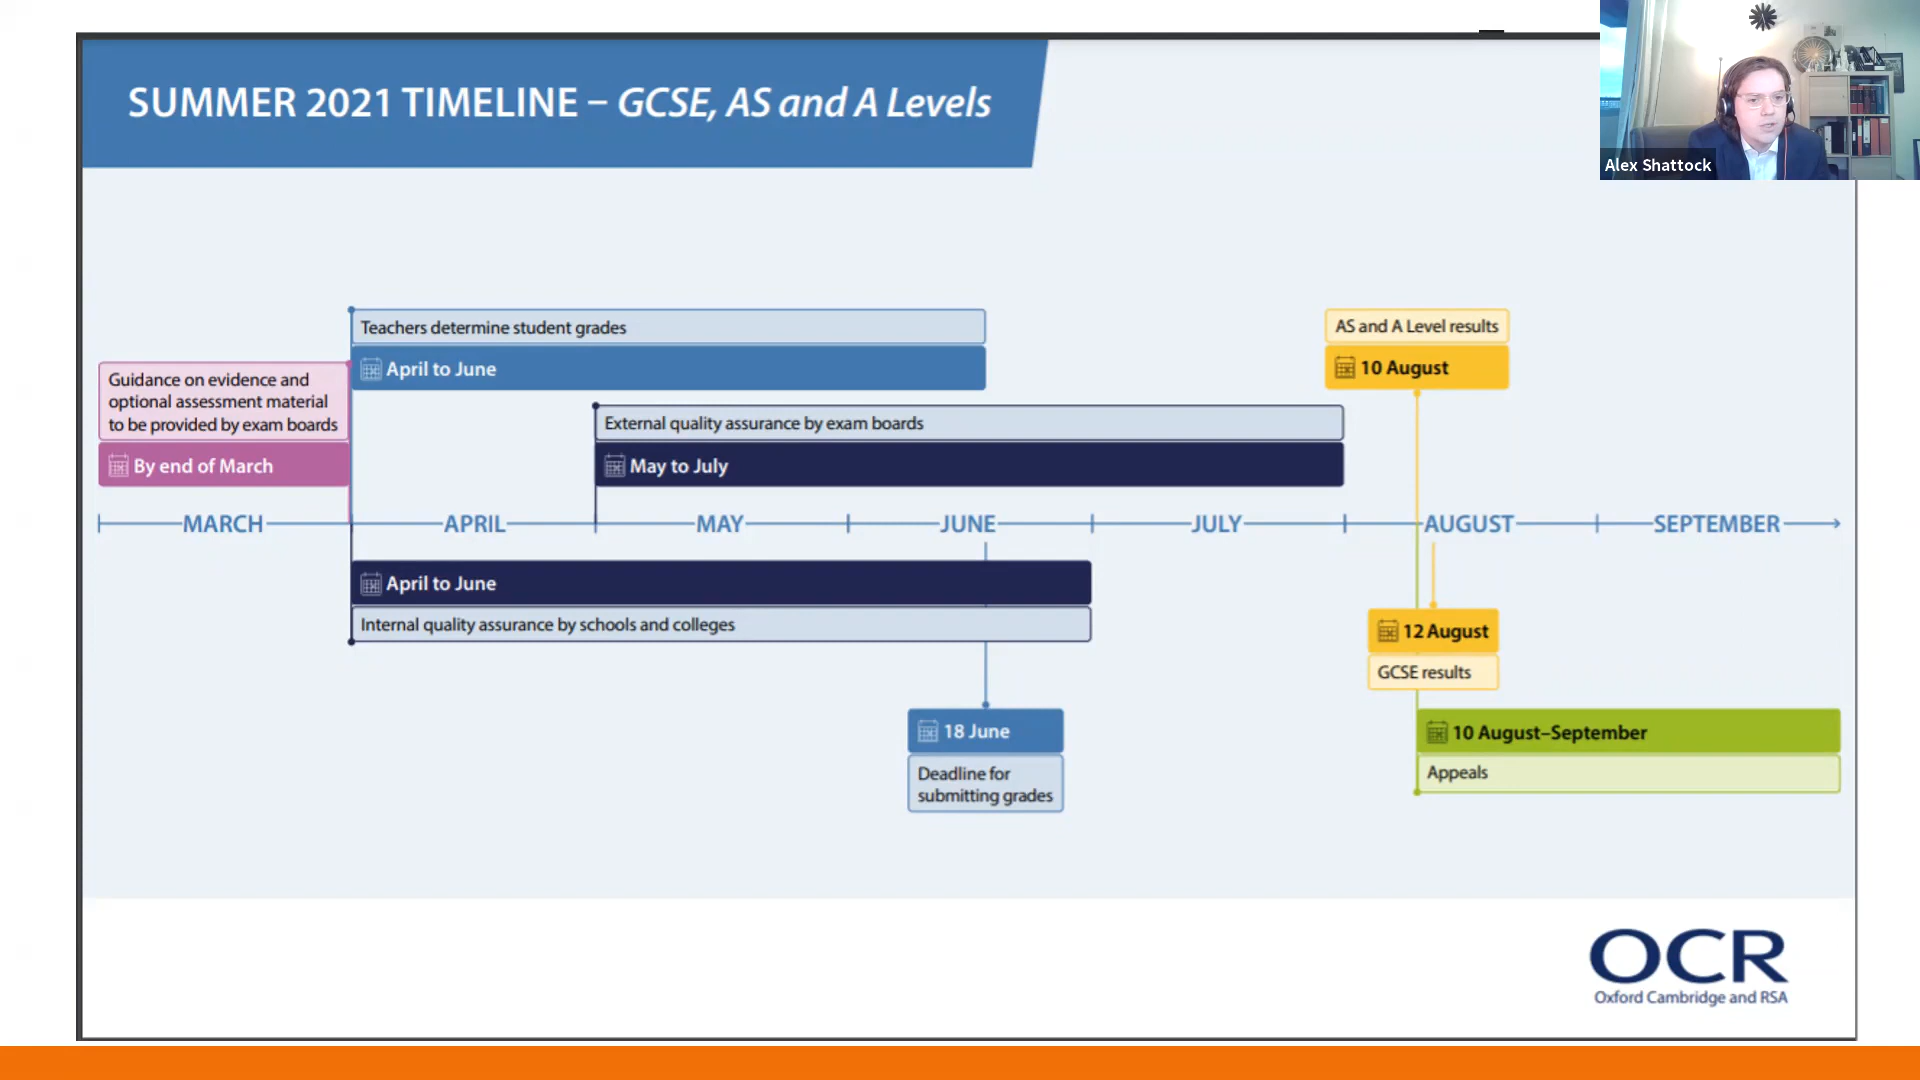 SUMMER 2021 TIMELINE – GCSE, AS and A Levels
Alex Shattock
Teachers determine student grades
April to June
AS and A Level results
10 August
Guidance on evidence and
optional assessment material
to be provided by exam boards
By end of March
External quality assurance by exam boards
May to July
MARCH APRIL MAY JUNE JULY AUGUST SEPTEMBER
April to June
Internal quality assurance by schools and colleges
12 August
GCSE results
18 June
Deadline for
submitting grades
10 August–September
Appeals
OCR
Oxford Cambridge and RSA